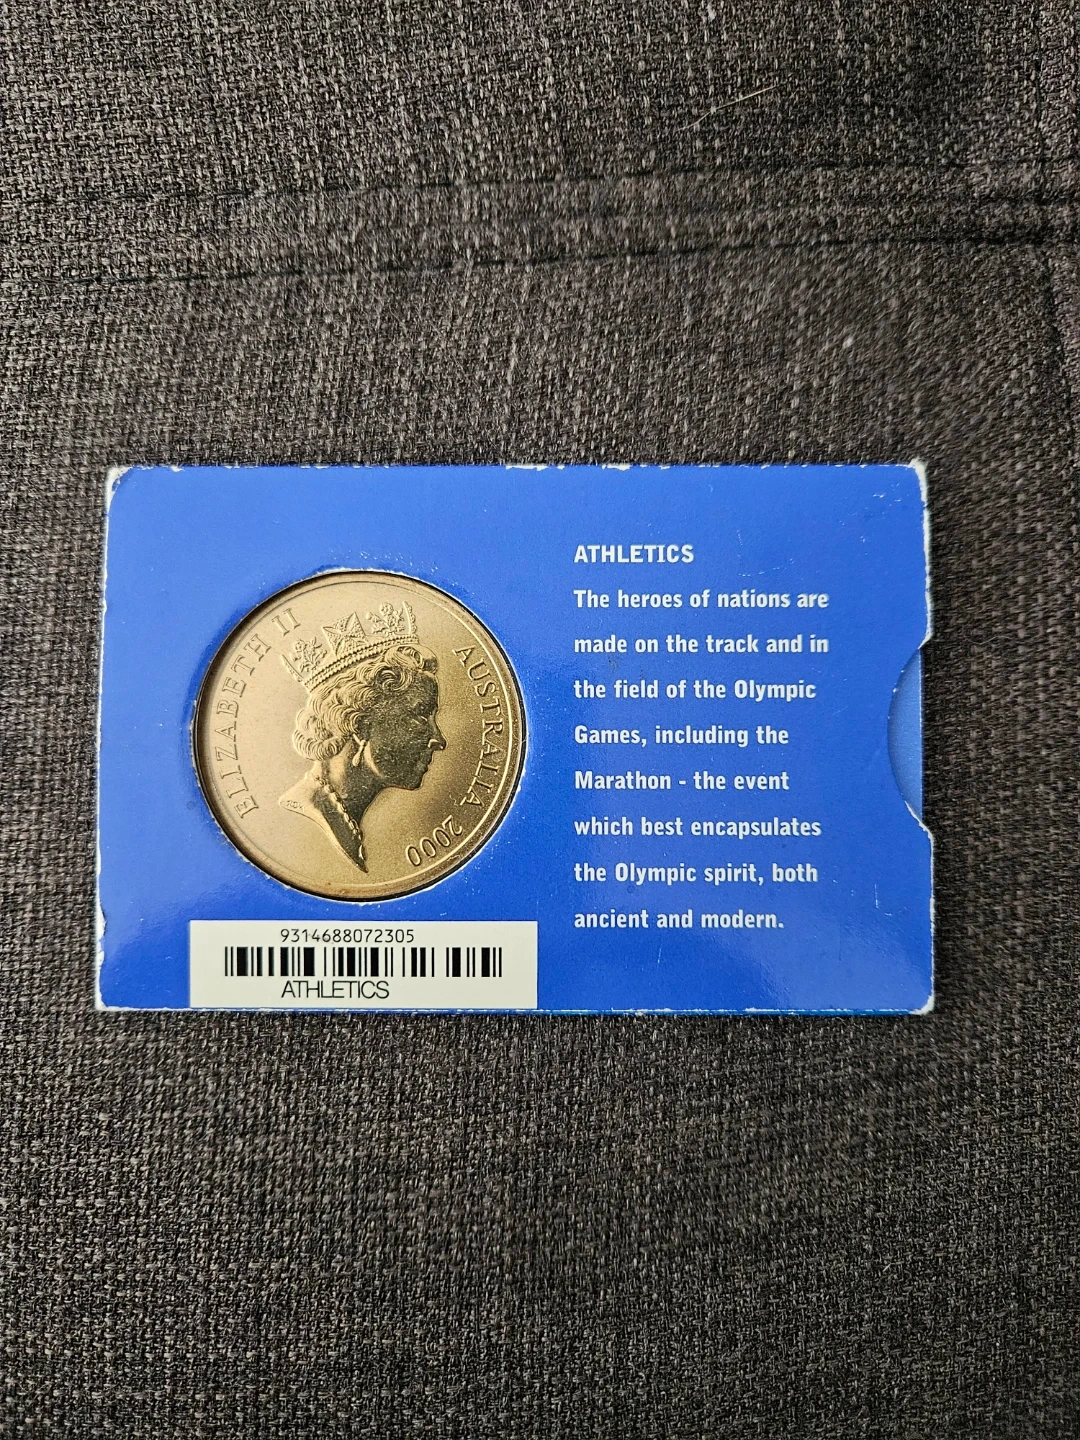 ELIZABETH II
AUSTRALIA 2000
9314688072305
ATHLETICS
ATHLETICS
The heroes of nations are
made on the track and in
the field of the Olympic
Games, including the
Marathon - the event
which best encapsulates
the Olympic spirit, both
ancient and modern.